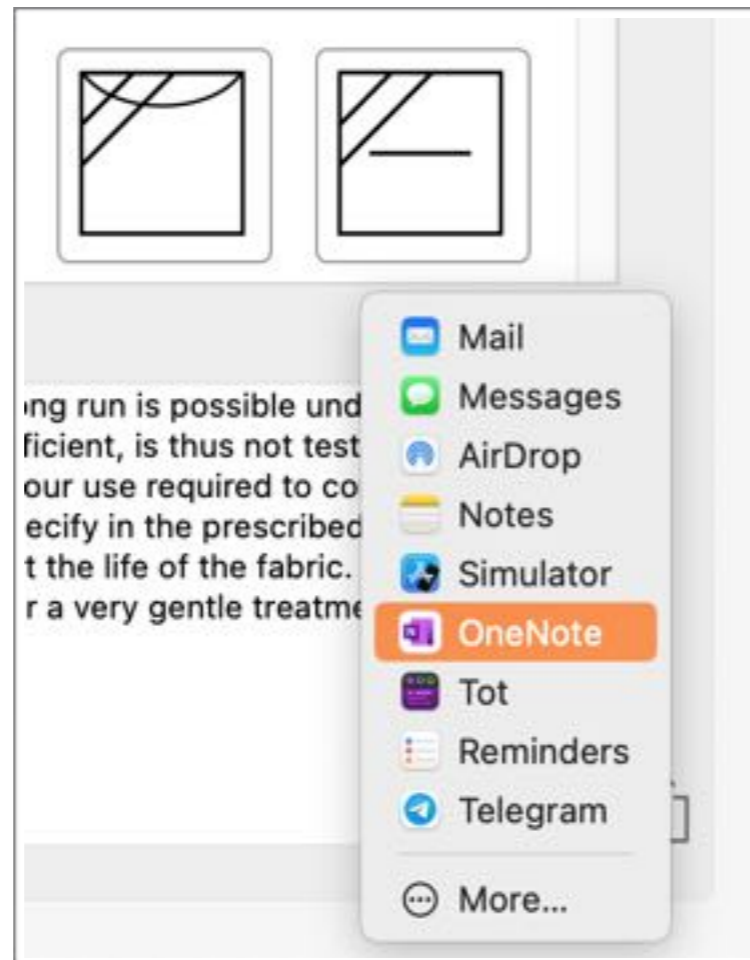 Mail
Messages
ong run is possible und
AirDrop
ficient, is thus not test
our use required to co
Notes
ecify in the prescribed
Simulator
t the life of the fabric.
r a very gentle treatme
OneNote
Tot
Reminders
Telegram
More...